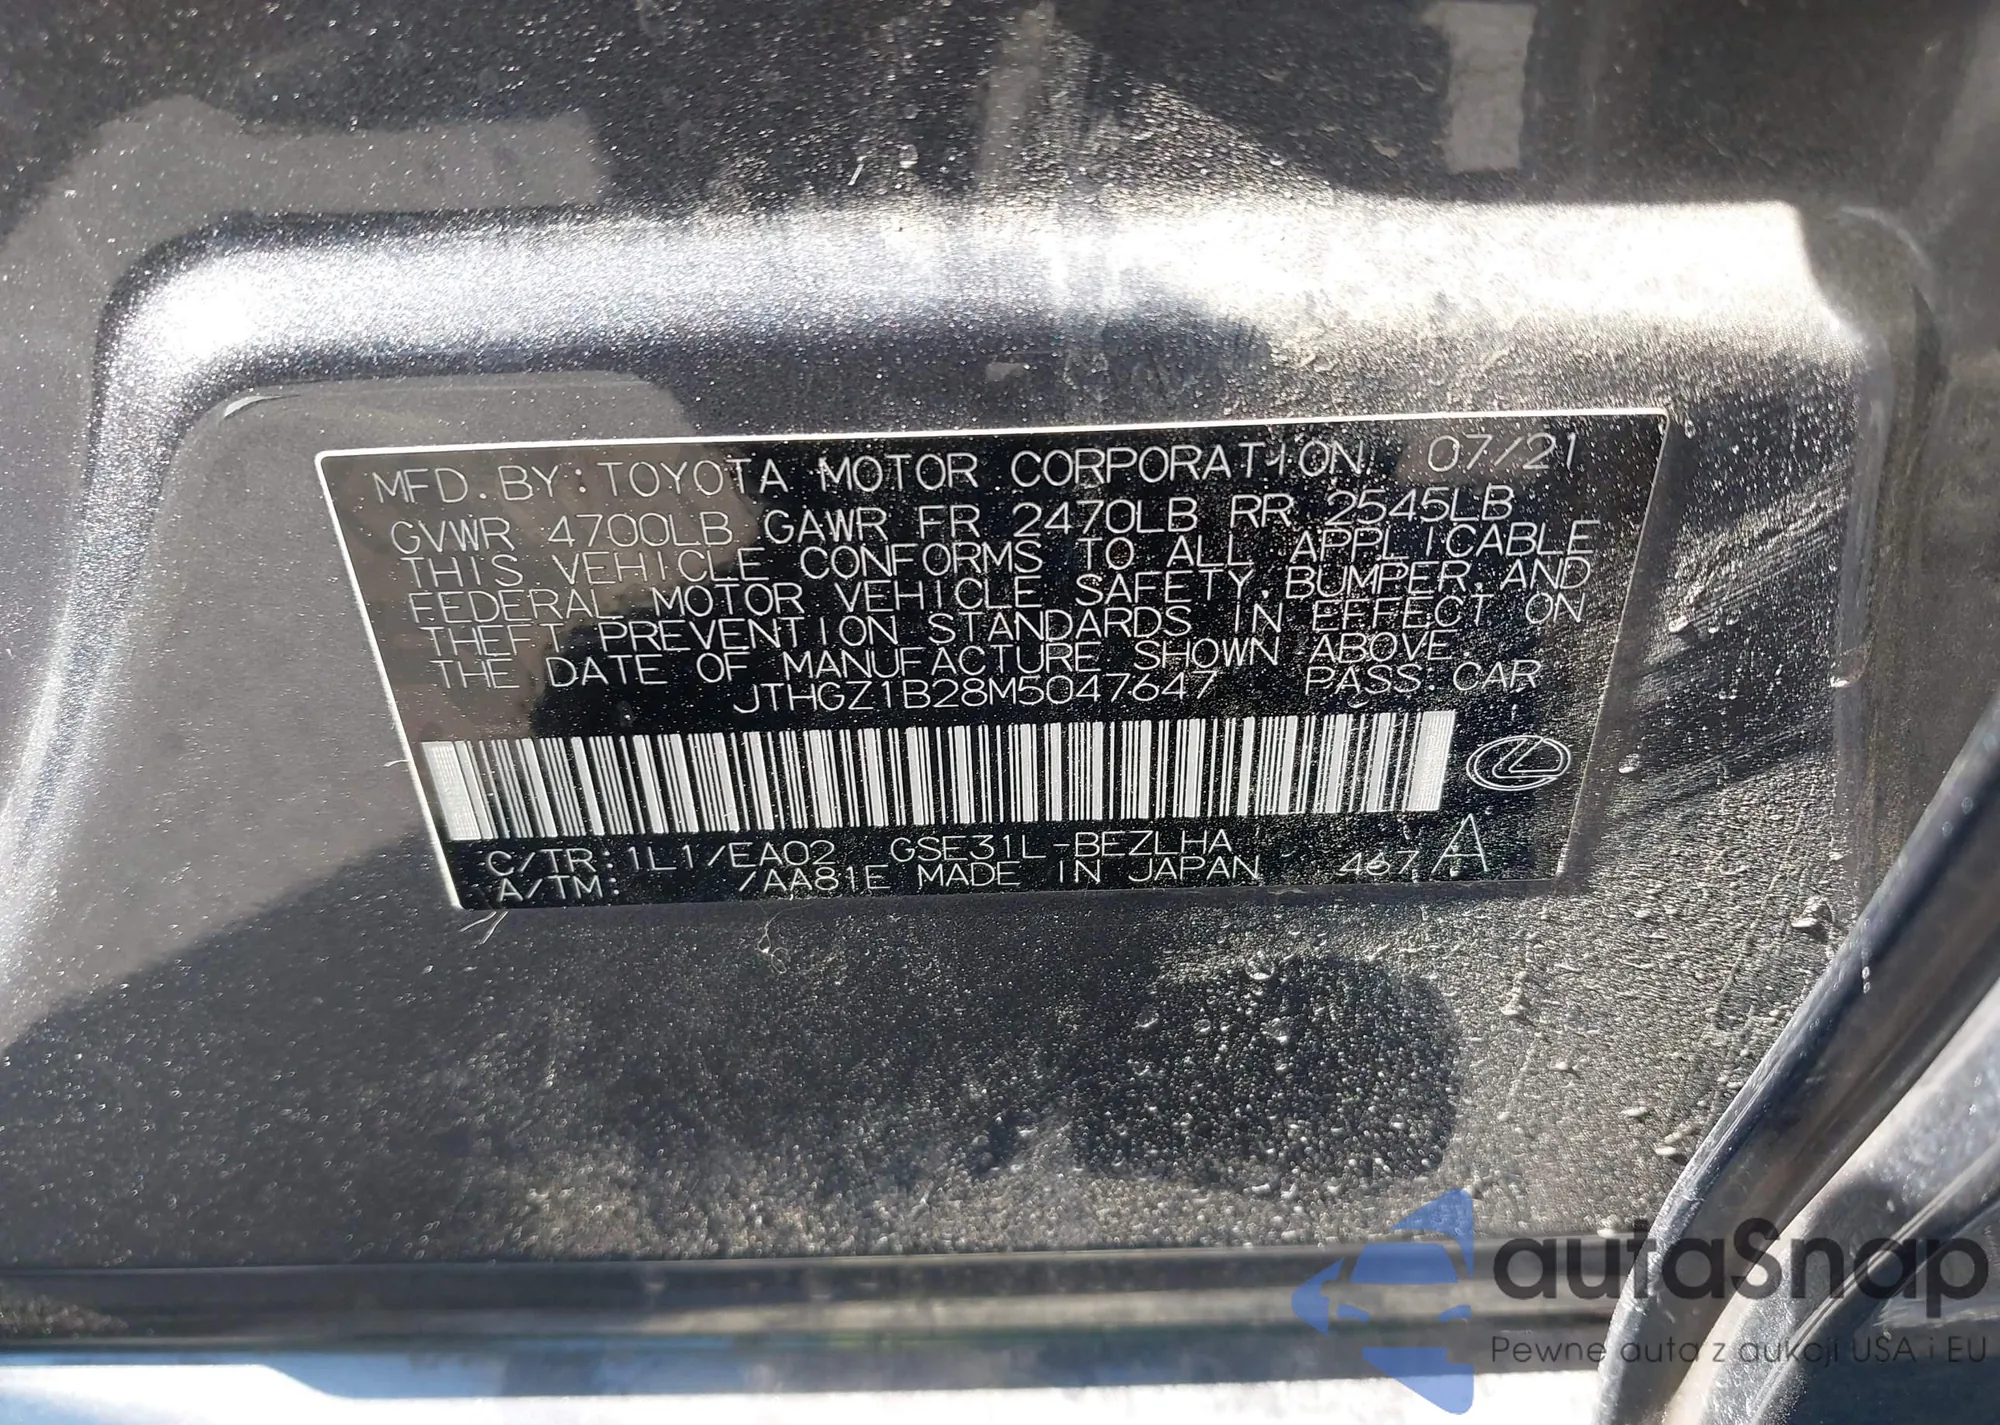 MFD. BY: TOYOTA MOTOR CORPORATION 07/21
GVWR 4700LB GAWR FR 2470LB RR 2545LB
THIS VEHICLE CONFORMS TO ALL APPLICABLE
FEDERAL MOTOR VEHICLE SAFETY, BUMPER, AND
THEFT PREVENTION STANDARDS IN EFFECT ON
THE DATE OF MANUFACTURE SHOWN ABOVE.
JTHGZ1B28M5047647 PASS. CAR
C/TR: 1L1/EA02 GSE31L-BEZLHA
A/TM: /AA81E MADE IN JAPAN 467 A
autaSnap
Pewne auta z aukcji USA i EU